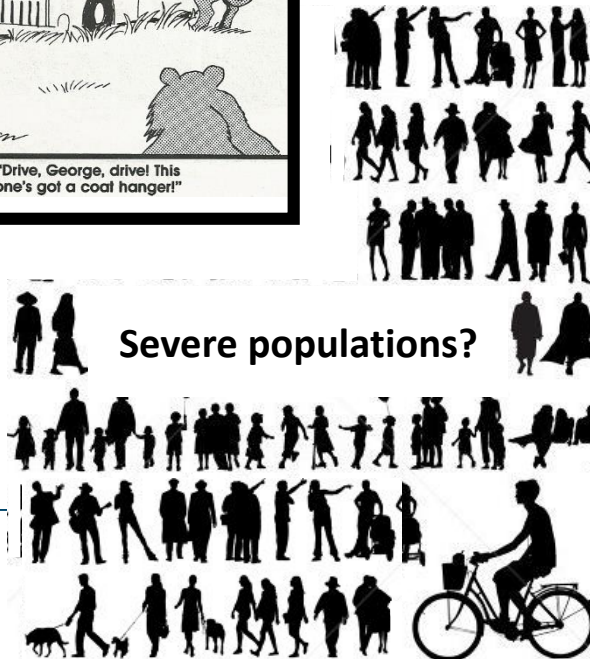 "Drive, George, drive! This
one's got a coat hanger!"
Severe populations?